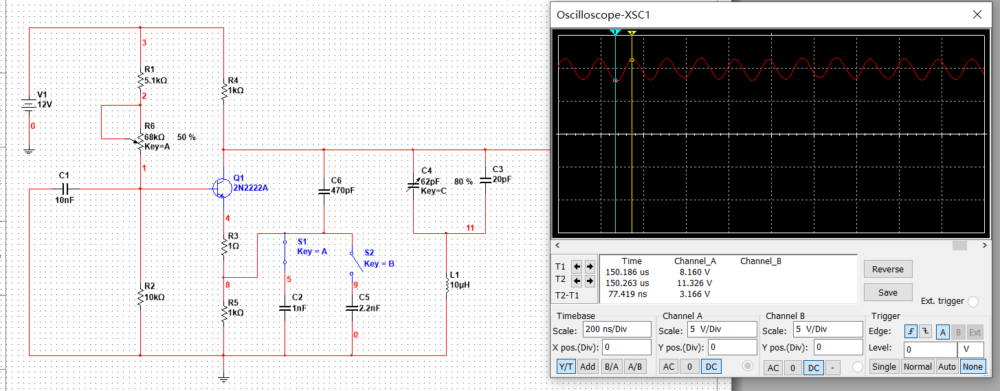 Oscilloscope-XSC1
3
R1
5.1kΩ
R4
1kΩ
2
V1
12V
0
R6
68kΩ
50 %
Key=A
1
C1
10nF
Q1
2N2222A
C6
470pF
C4
62pF
80 %
Key=C
C3
20pF
4
11
R3
1Ω
S1
Key = A
S2
Key = B
8
5
9
L1
10µH
R2
10kΩ
R5
1kΩ
C2
1nF
C5
2.2nF
0
1
2
Time Channel_A Channel_B
T1 150.186 us 8.160 V
T2 150.263 us 11.326 V
T2-T1 77.419 ns 3.166 V
Reverse
Save
Ext. trigger
Timebase
Scale: 200 ns/Div
X pos.(Div): 0
Y/T Add B/A A/B
Channel A
Scale: 5 V/Div
Y pos.(Div): 0
AC 0 DC
Channel B
Scale: 5 V/Div
Y pos.(Div): 0
AC 0 DC -
Trigger
Edge: A B Ext
Level: 0 V
Single Normal Auto None